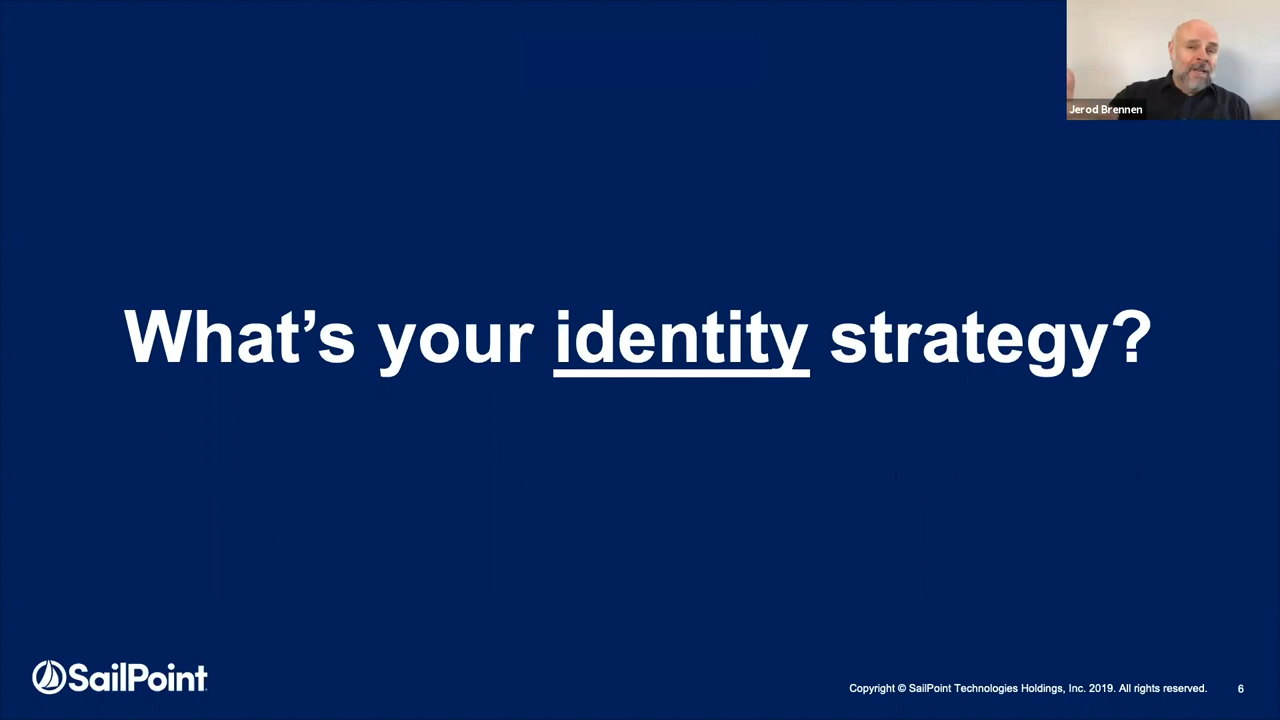 Jerod Brennen
What’s your identity strategy?
SailPoint
Copyright © SailPoint Technologies Holdings, Inc. 2019. All rights reserved. 6